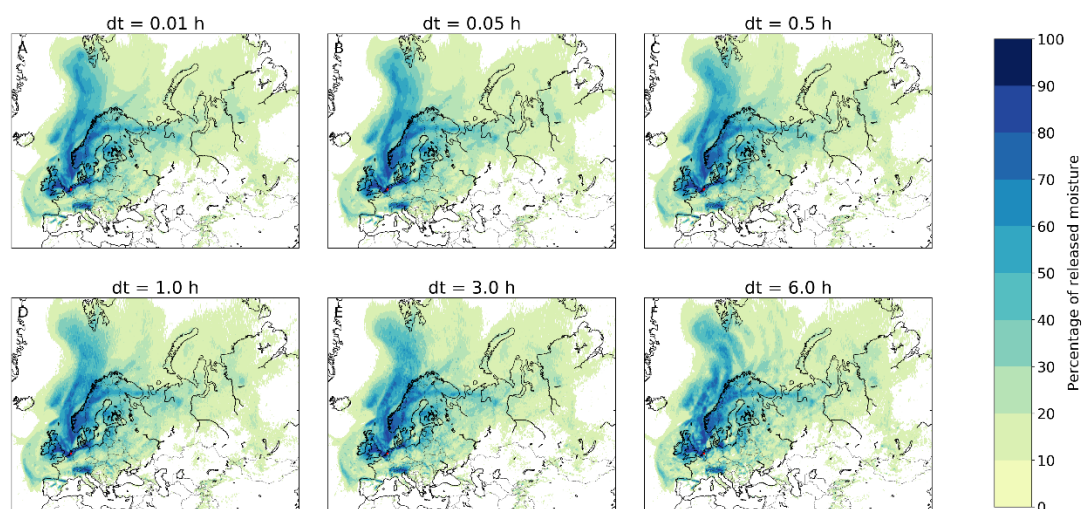 dt = 0.01 h
dt = 0.05 h
dt = 0.5 h
A
B
C
dt = 1.0 h
dt = 3.0 h
dt = 6.0 h
D
E
F
100
90
80
70
60
50
40
30
20
10
0
Percentage of released moisture